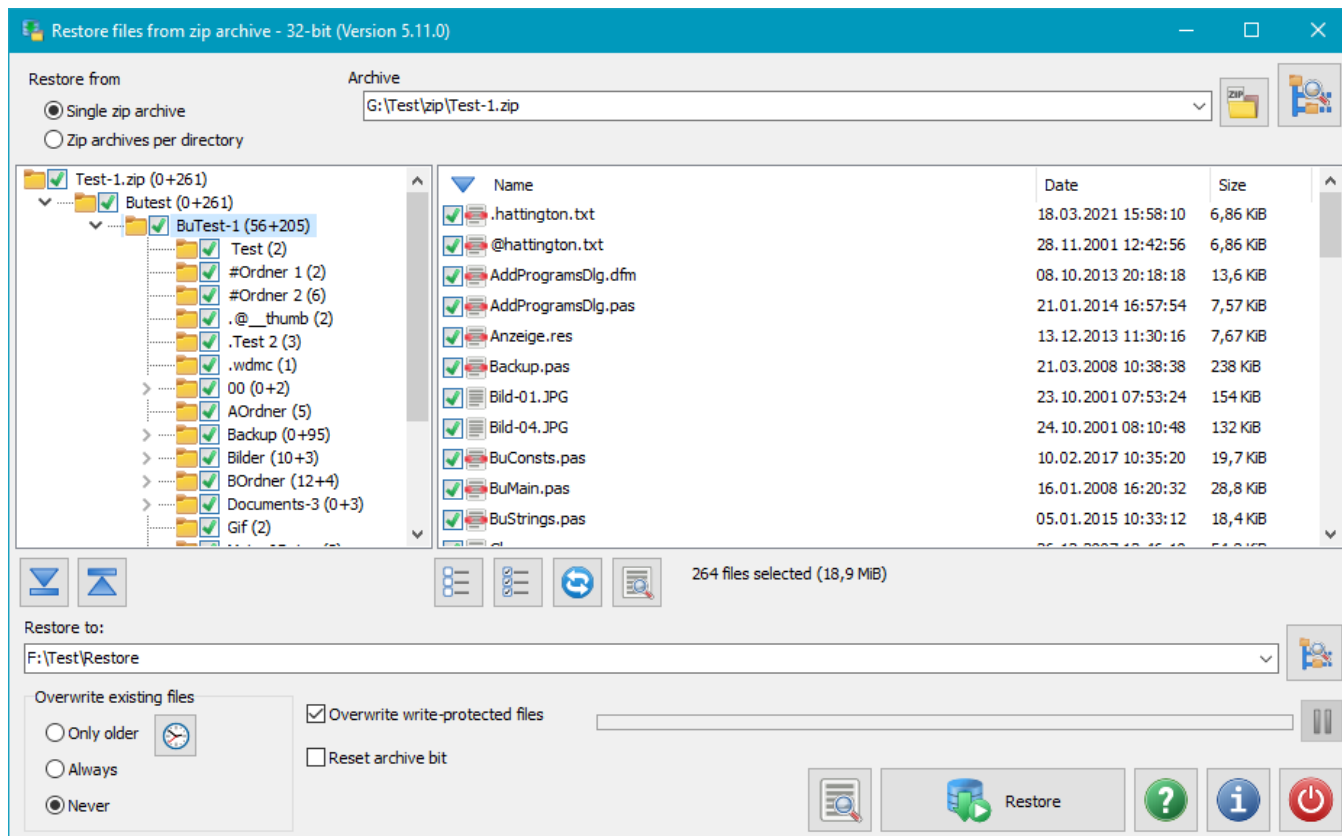 Restore files from zip archive - 32-bit (Version 5.11.0)
Restore from
Archive
Single zip archive
G:\Test\zip\Test-1.zip
ZIP
Zip archives per directory
Test-1.zip (0+261)
Butest (0+261)
BuTest-1 (56+205)
Test (2)
#Ordner 1 (2)
#Ordner 2 (6)
.@__thumb (2)
.Test 2 (3)
.wdmc (1)
00 (0+2)
AOrdner (5)
Backup (0+95)
Bilder (10+3)
BOrdner (12+4)
Documents-3 (0+3)
Gif (2)
Name Date Size
.hattington.txt 18.03.2021 15:58:10 6,86 KiB
@hattington.txt 28.11.2001 12:42:56 6,86 KiB
AddProgramsDlg.dfm 08.10.2013 20:18:18 13,6 KiB
AddProgramsDlg.pas 21.01.2014 16:57:54 7,57 KiB
Anzeige.res 13.12.2013 11:30:16 7,67 KiB
Backup.pas 21.03.2008 10:38:38 238 KiB
Bild-01.JPG 23.10.2001 07:53:24 154 KiB
Bild-04.JPG 24.10.2001 08:10:48 132 KiB
BuConsts.pas 10.02.2017 10:35:20 19,7 KiB
BuMain.pas 16.01.2008 16:20:32 28,8 KiB
BuStrings.pas 05.01.2015 10:33:12 18,4 KiB
264 files selected (18,9 MiB)
Restore to:
F:\Test\Restore
Overwrite existing files
Only older
Always
Never
Overwrite write-protected files
Reset archive bit
Restore